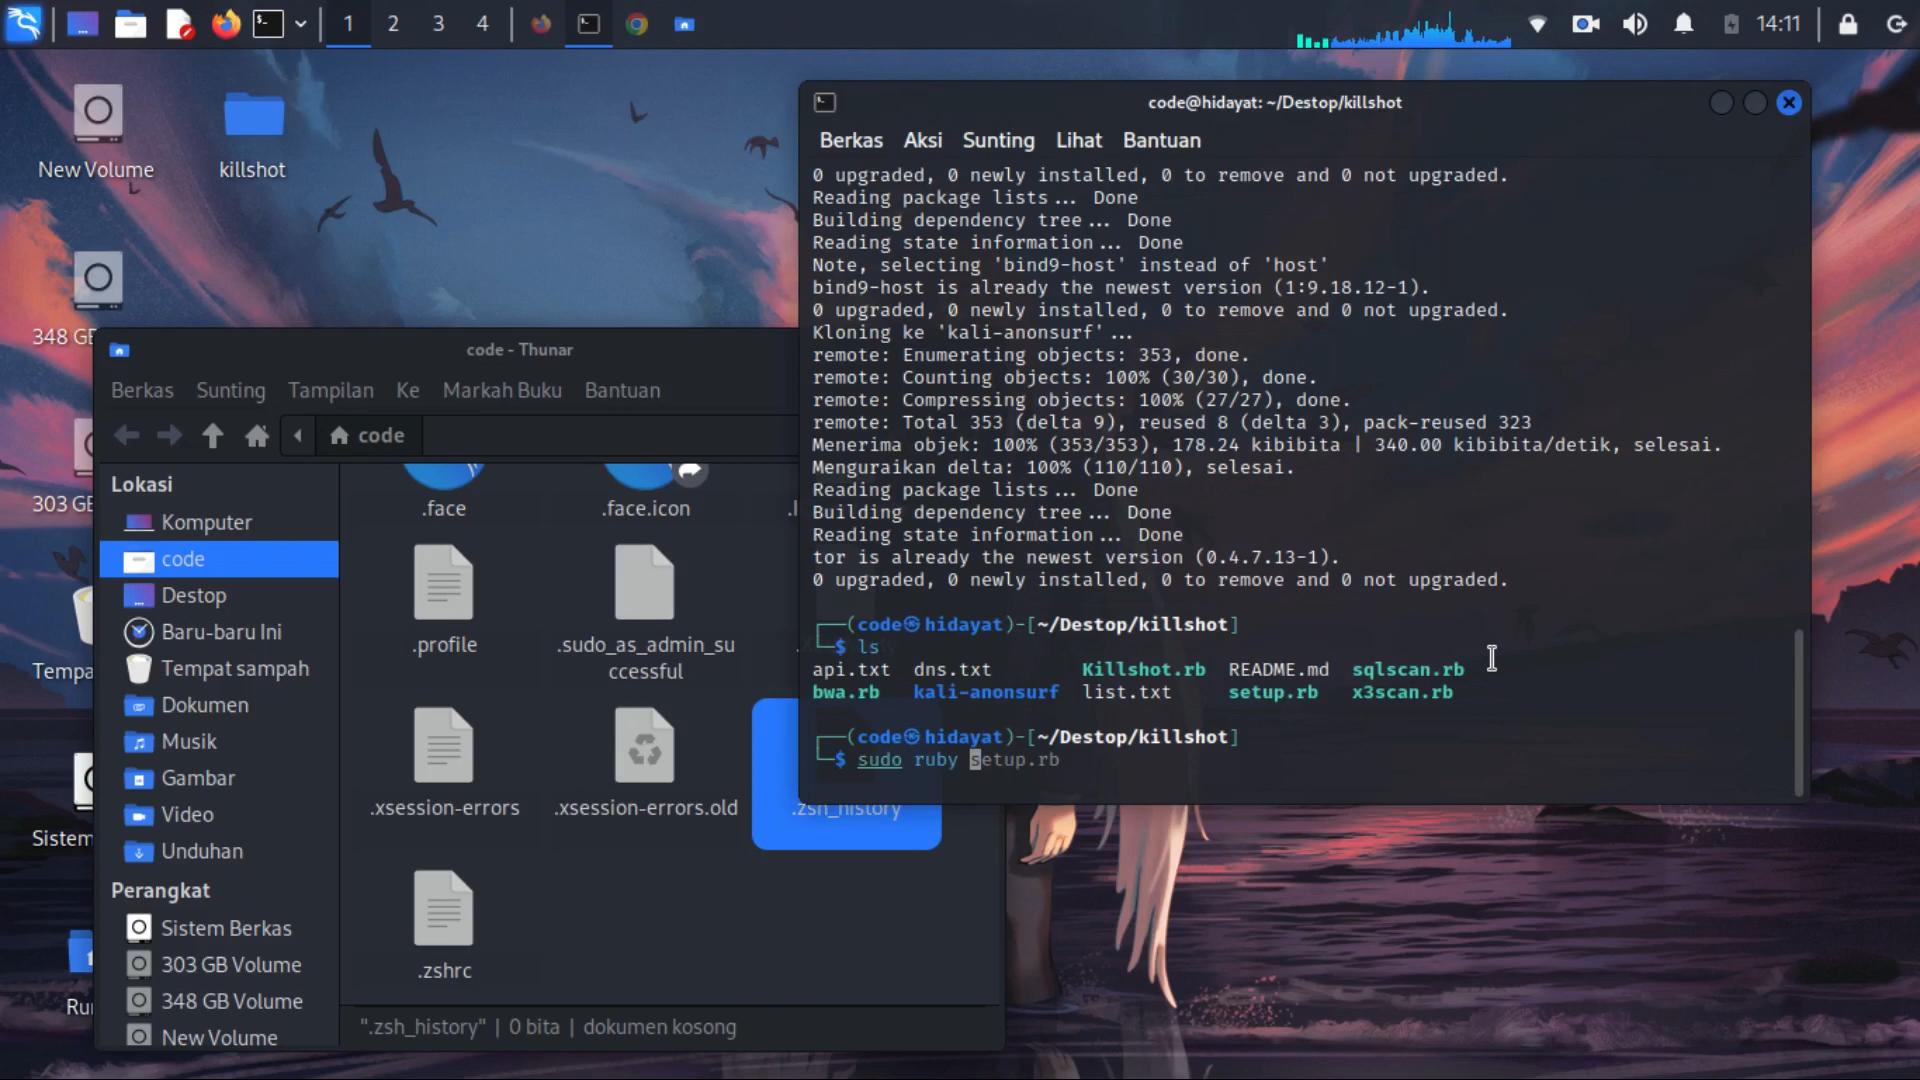 1 2 3 4
14:11
New Volume
killshot
348 GB
303 GB
code - Thunar
Berkas Sunting Tampilan Ke Markah Buku Bantuan
code
Lokasi
Komputer
code
Destop
Baru-baru Ini
Tempat sampah
Dokumen
Musik
Gambar
Video
Unduhan
Perangkat
Sistem Berkas
303 GB Volume
348 GB Volume
New Volume
.face
.face.icon
.profile
.sudo_as_admin_su
ccessful
.xsession-errors
.xsession-errors.old
.zsh_history
.zshrc
".zsh_history" | 0 bita | dokumen kosong
code@hidayat: ~/Destop/killshot
Berkas Aksi Sunting Lihat Bantuan
0 upgraded, 0 newly installed, 0 to remove and 0 not upgraded.
Reading package lists... Done
Building dependency tree... Done
Reading state information... Done
Note, selecting 'bind9-host' instead of 'host'
bind9-host is already the newest version (1:9.18.12-1).
0 upgraded, 0 newly installed, 0 to remove and 0 not upgraded.
Kloning ke 'kali-anonsurf'...
remote: Enumerating objects: 353, done.
remote: Counting objects: 100% (30/30), done.
remote: Compressing objects: 100% (27/27), done.
remote: Total 353 (delta 9), reused 8 (delta 3), pack-reused 323
Menerima objek: 100% (353/353), 178.24 kibibita | 340.00 kibibita/detik, selesai.
Menguraikan delta: 100% (110/110), selesai.
Reading package lists... Done
Building dependency tree... Done
Reading state information... Done
tor is already the newest version (0.4.7.13-1).
0 upgraded, 0 newly installed, 0 to remove and 0 not upgraded.
┌──(code㉿hidayat)-[~/Destop/killshot]
└─$ ls
api.txt dns.txt Killshot.rb README.md sqlscan.rb
bwa.rb kali-anonsurf list.txt setup.rb x3scan.rb
┌──(code㉿hidayat)-[~/Destop/killshot]
└─$ sudo ruby setup.rb